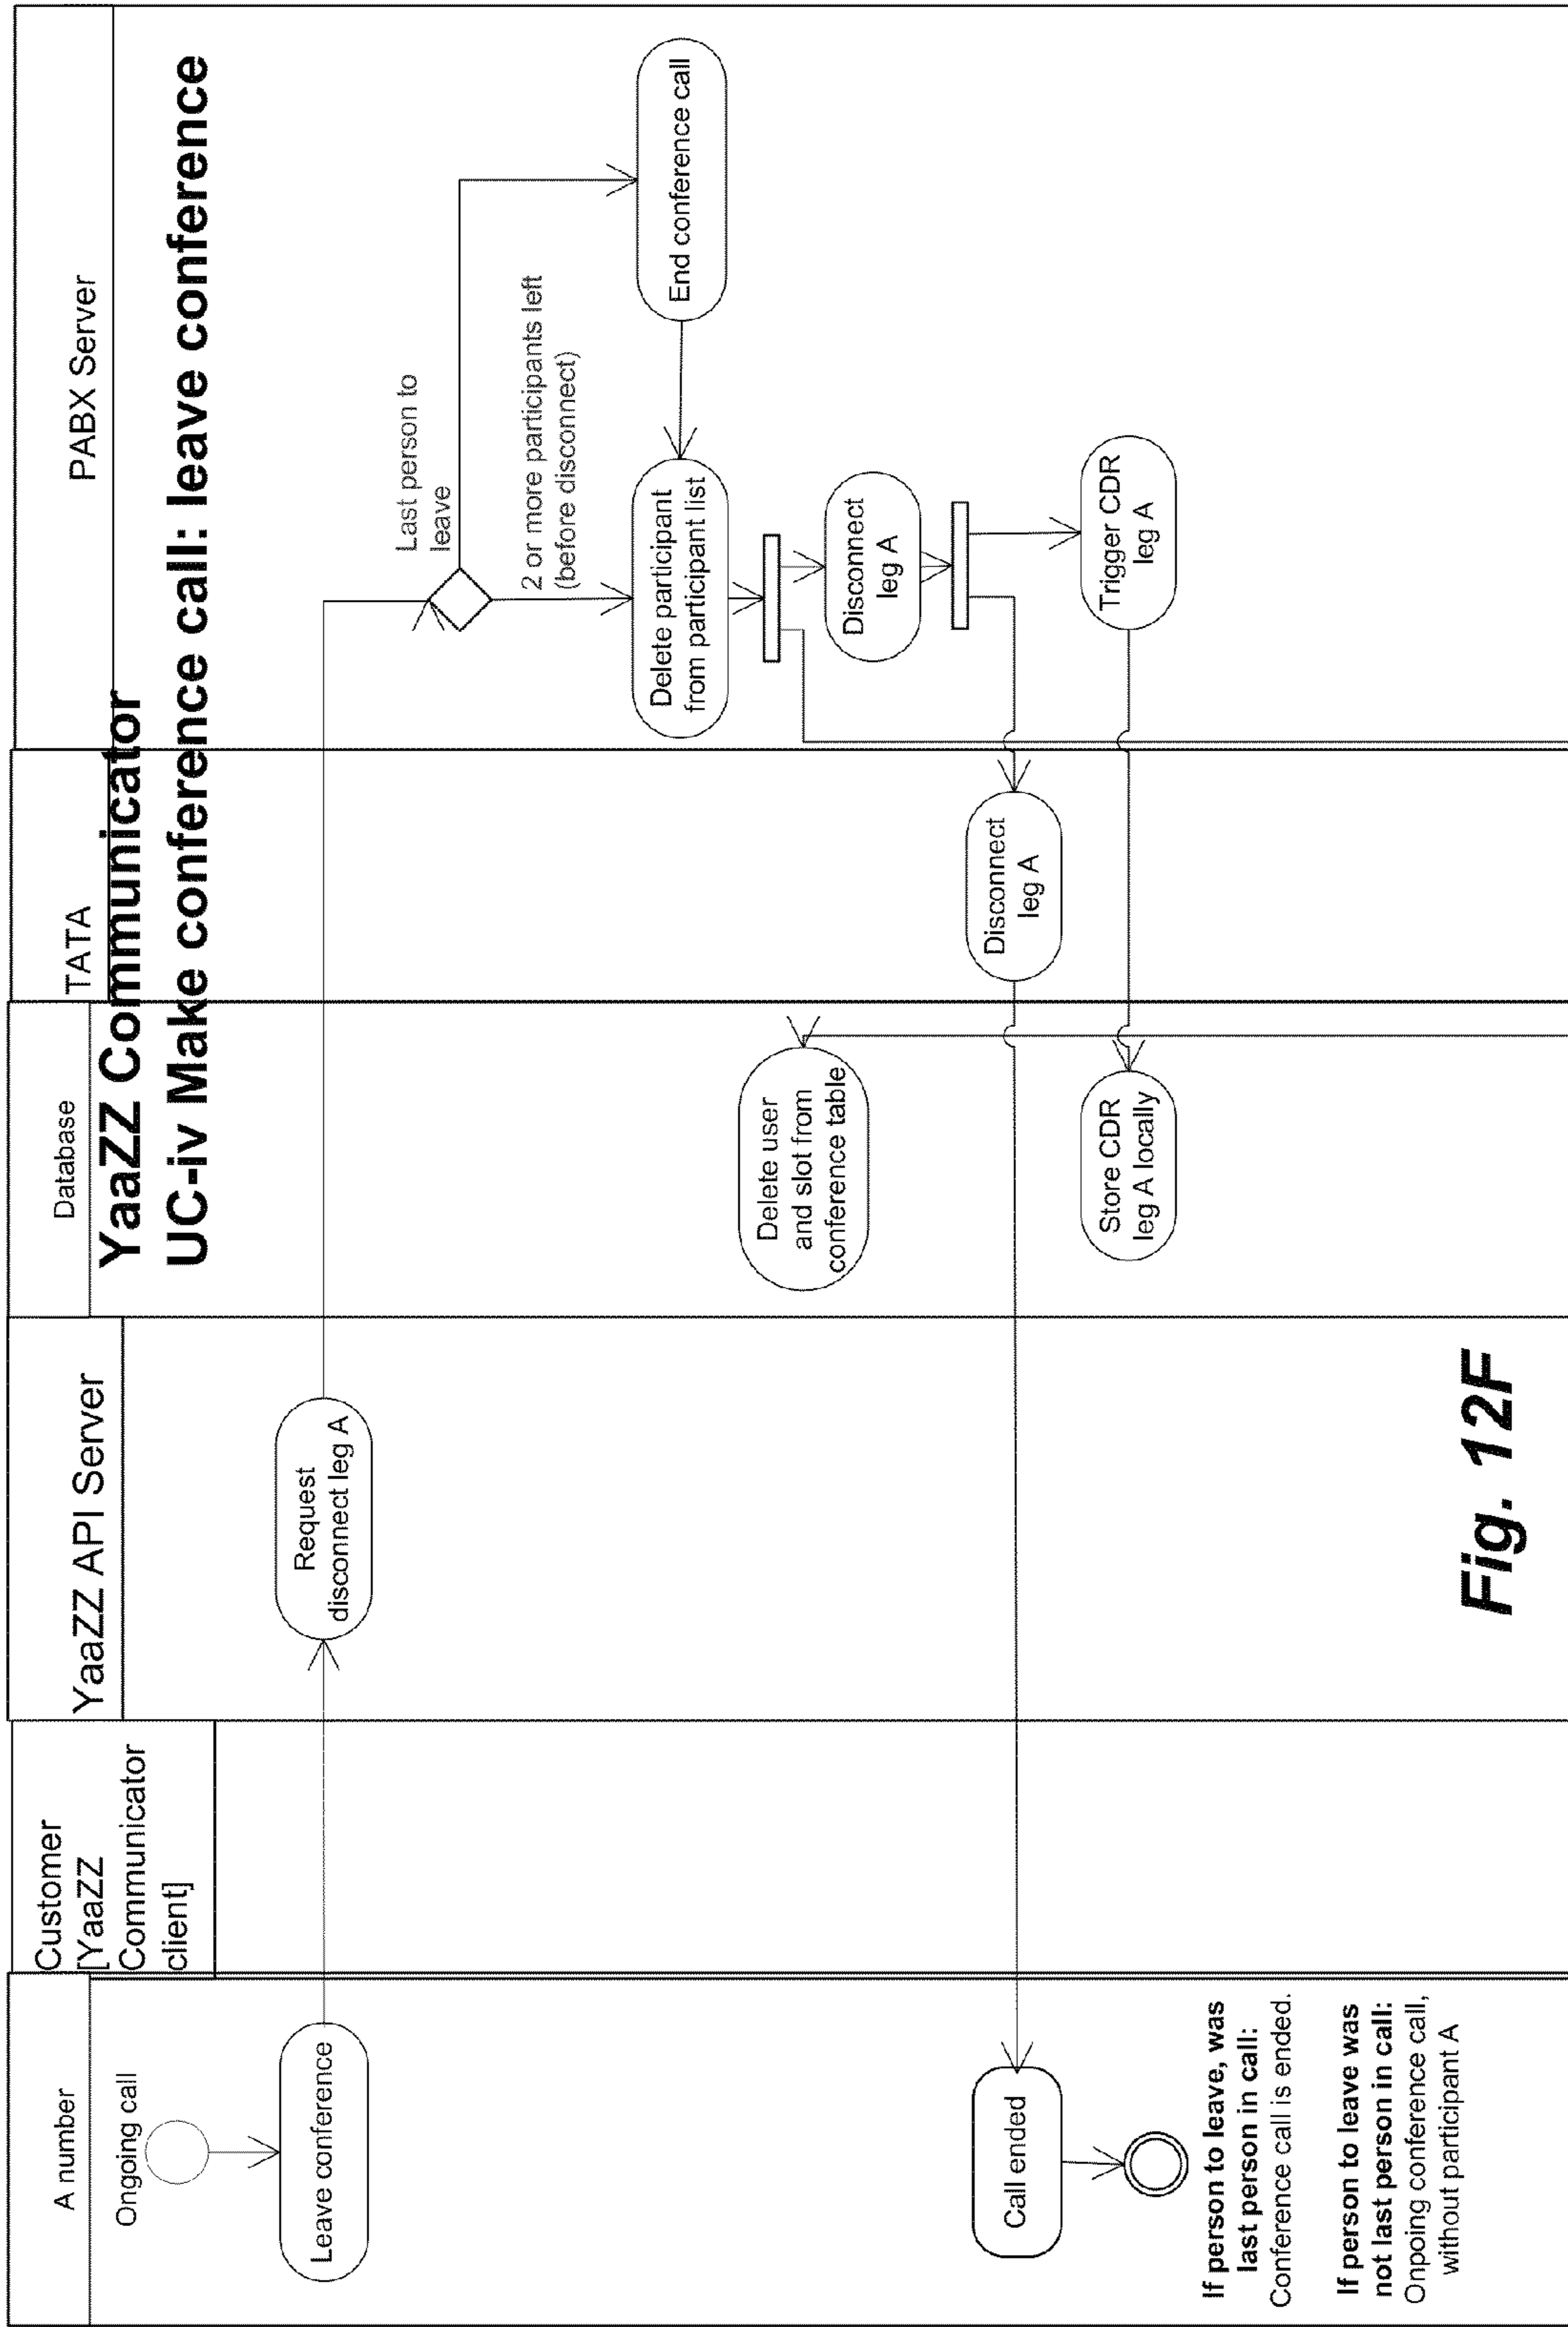 A number
Customer
[YaaZZ
Communicator
client]
YaaZZ API Server
Database
TATA
PABX Server
YaaZZ Communicator
UC-iv Make conference call: leave conference
Ongoing call
Leave conference
Request
disconnect leg A
Last person to
leave
2 or more participants left
(before disconnect)
End conference call
Delete participant
from participant list
Delete user
and slot from
conference table
Disconnect
leg A
Disconnect
leg A
Call ended
Store CDR
leg A locally
Trigger CDR
leg A
If person to leave, was
last person in call:
Conference call is ended.
If person to leave was
not last person in call:
Onpoing conference call,
without participant A
Fig. 12F